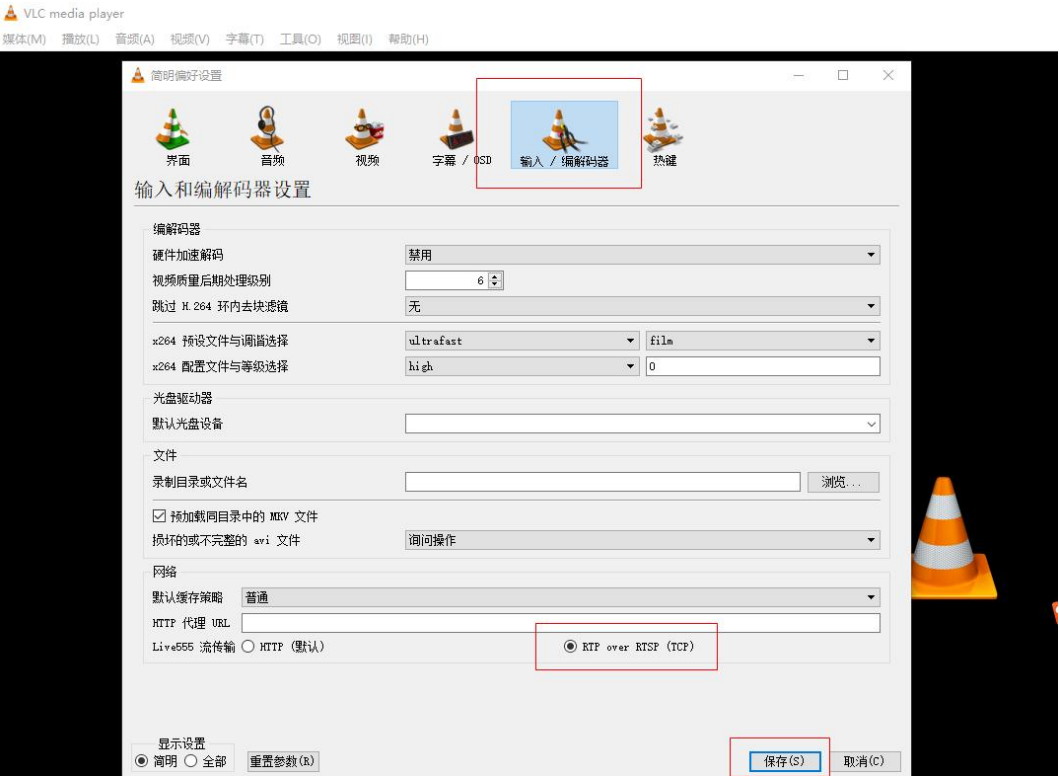 VLC media player
媒体(M) 播放(L) 音频(A) 视频(V) 字幕(T) 工具(O) 视图(I) 帮助(H)
简明偏好设置
界面 音频 视频 字幕 / OSD 输入 / 编解码器 热键
输入和编解码器设置
编解码器
硬件加速解码 禁用
视频质量后期处理级别 6
跳过 H.264 环内去块滤镜 无
x264 预设文件与调谐选择 ultrafast film
x264 配置文件与等级选择 high 0
光盘驱动器
默认光盘设备
文件
录制目录或文件名 浏览...
预加载同目录中的 MKV 文件
损坏的或不完整的 avi 文件 询问操作
网络
默认缓存策略 普通
HTTP 代理 URL
Live555 流传输 HTTP (默认) RTP over RTSP (TCP)
显示设置
简明 全部 重置参数(R) 保存(S) 取消(C)